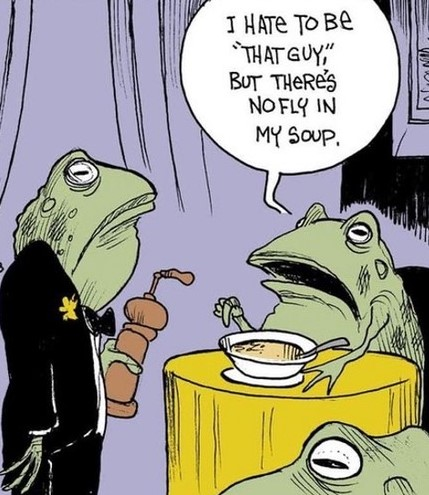 I HATE TO BE
"THAT GUY,"
BUT THERE'S
NO FLY IN
MY SOUP.